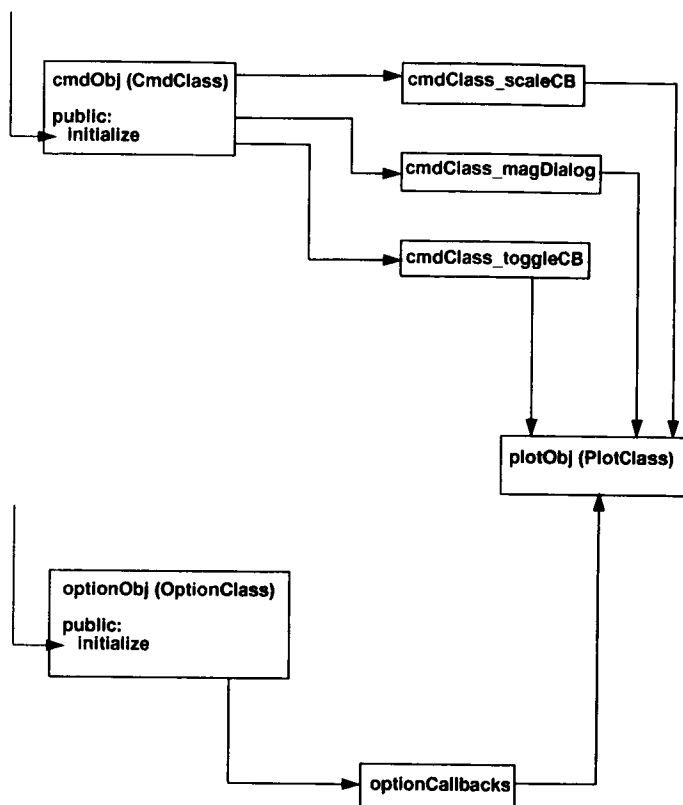 cmdObj (CmdClass)
public:
initialize
cmdClass_scaleCB
cmdClass_magDialog
cmdClass_toggleCB
plotObj (PlotClass)
optionObj (OptionClass)
public:
initialize
optionCallbacks